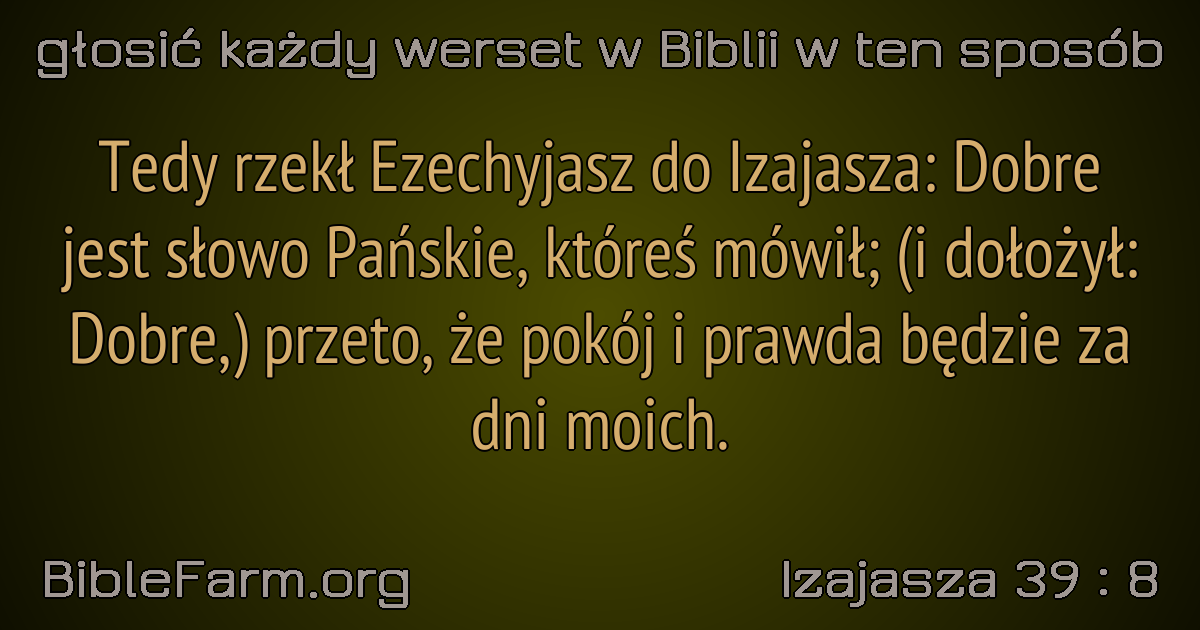 głosić każdy werset w Biblii w ten sposób
Tedy rzekł Ezechyjasz do Izajasza: Dobre
jest słowo Pańskie, któreś mówił; (i dołożył:
Dobre,) przeto, że pokój i prawda będzie za
dni moich.
BibleFarm.org
Izajasza 39 : 8